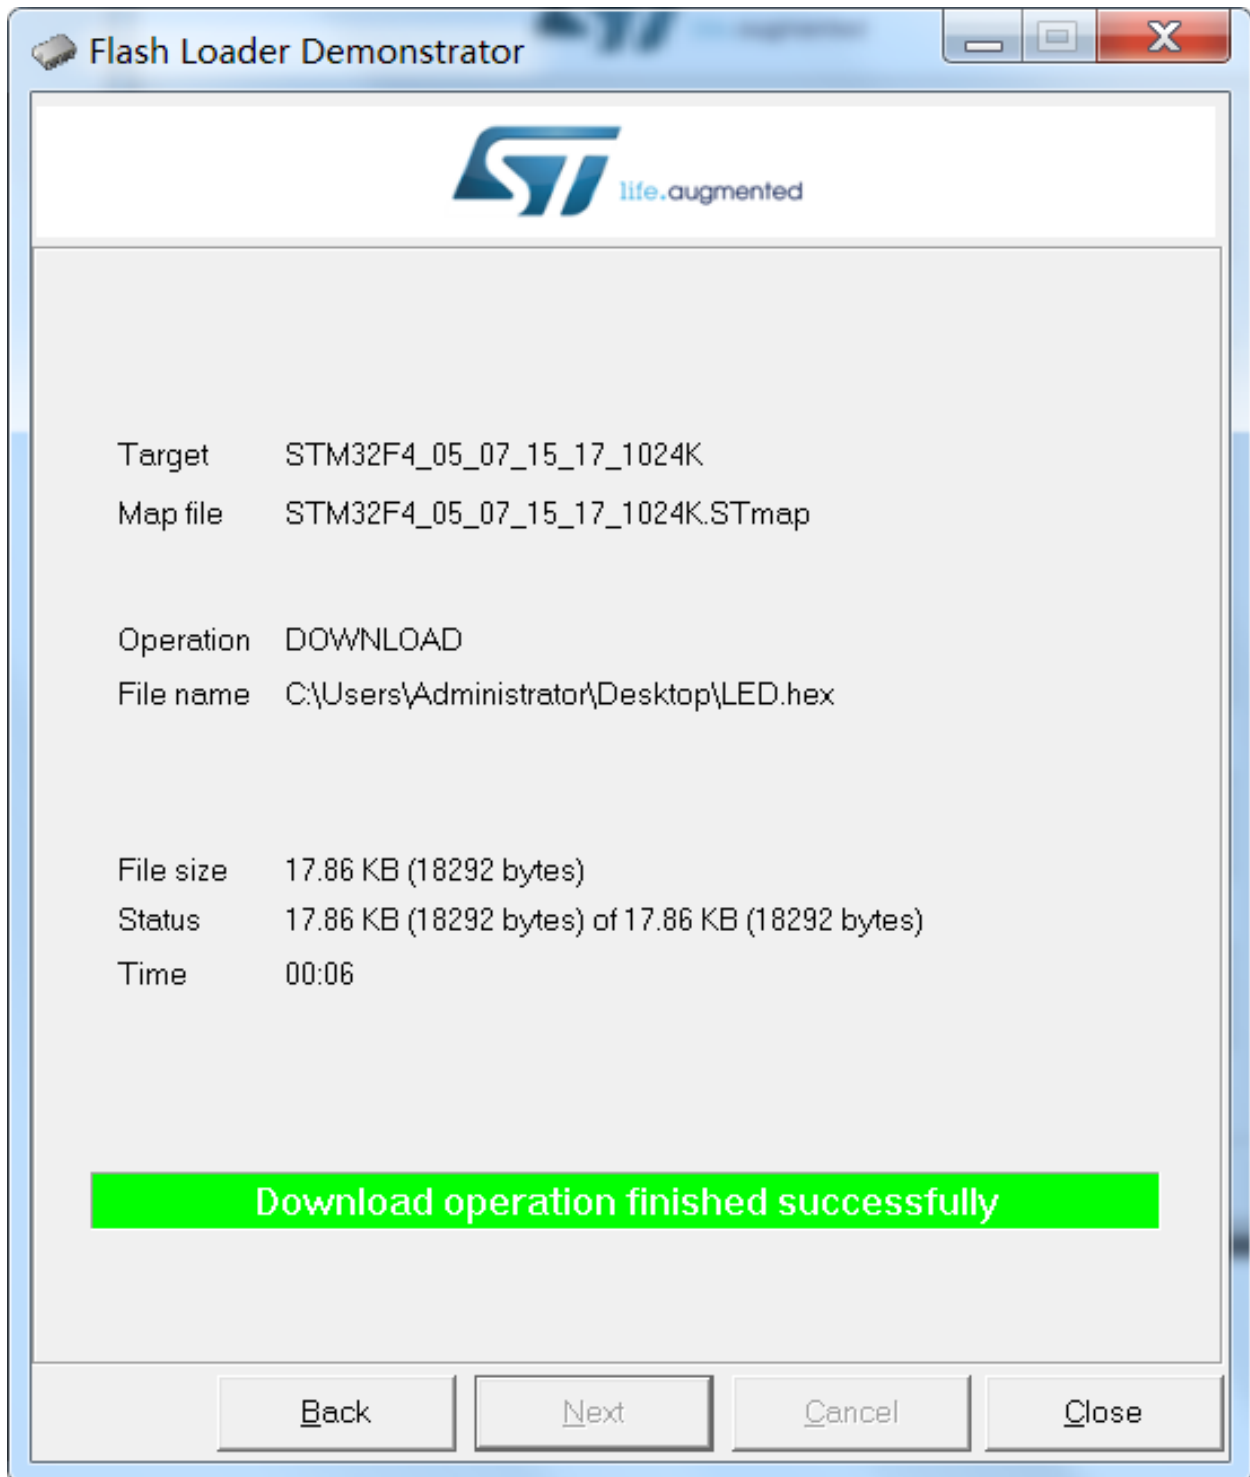 Flash Loader Demonstrator
ST life.augmented
Target STM32F4_05_07_15_17_1024K
Map file STM32F4_05_07_15_17_1024K.STmap
Operation DOWNLOAD
File name C:\Users\Administrator\Desktop\LED.hex
File size 17.86 KB (18292 bytes)
Status 17.86 KB (18292 bytes) of 17.86 KB (18292 bytes)
Time 00:06
Download operation finished successfully
Back Next Cancel Close